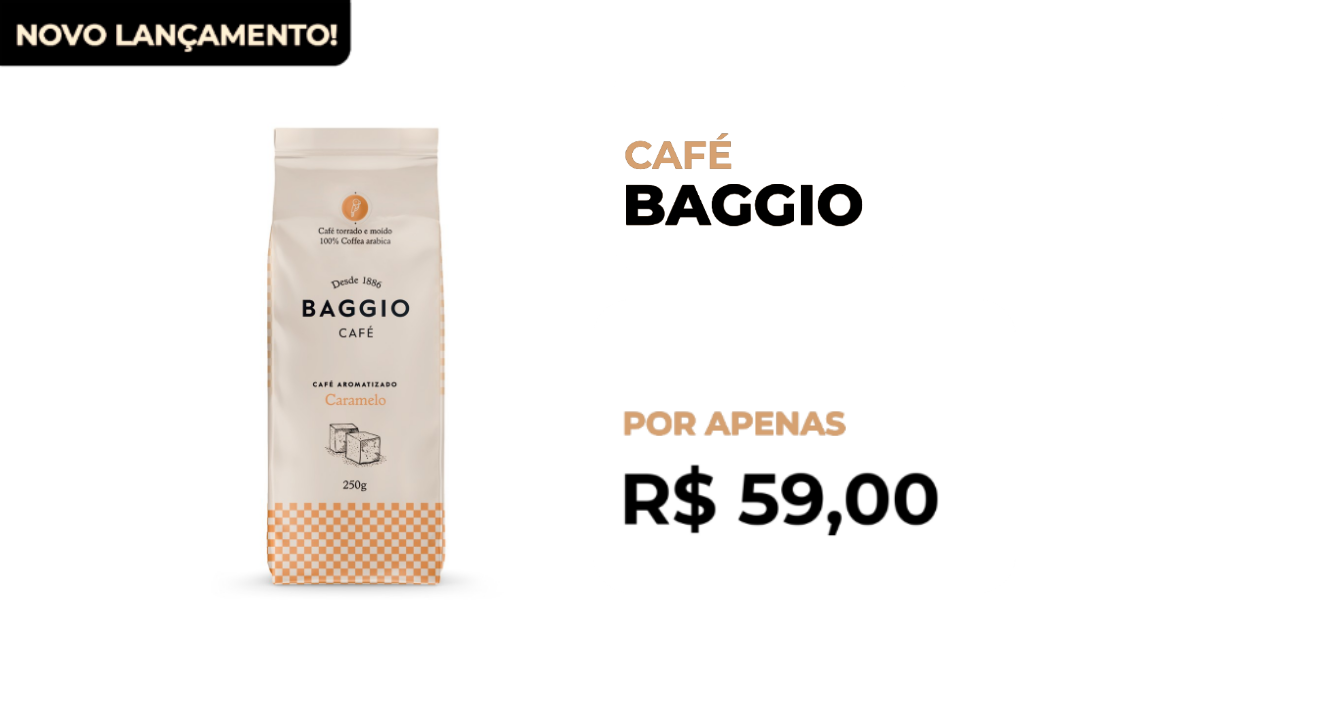 NOVO LANÇAMENTO!
Café torrado e moído
100% Coffea arabica
Desde 1886
BAGGIO
CAFÉ
CAFÉ AROMATIZADO
Caramelo
250g
CAFÉ
BAGGIO
POR APENAS
R$ 59,00